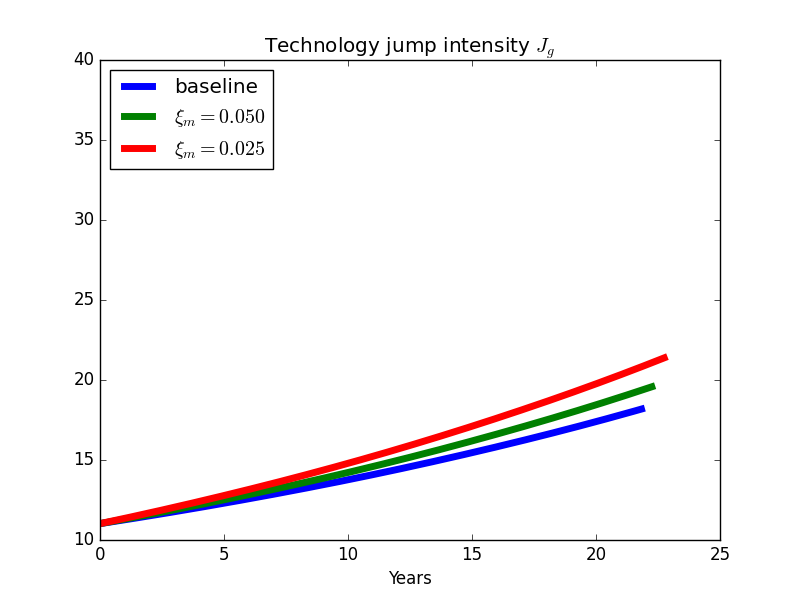 Technology jump intensity $J_g$
baseline
$\xi_m = 0.050$
$\xi_m = 0.025$
40
35
30
25
20
15
10
0 5 10 15 20 25
Years